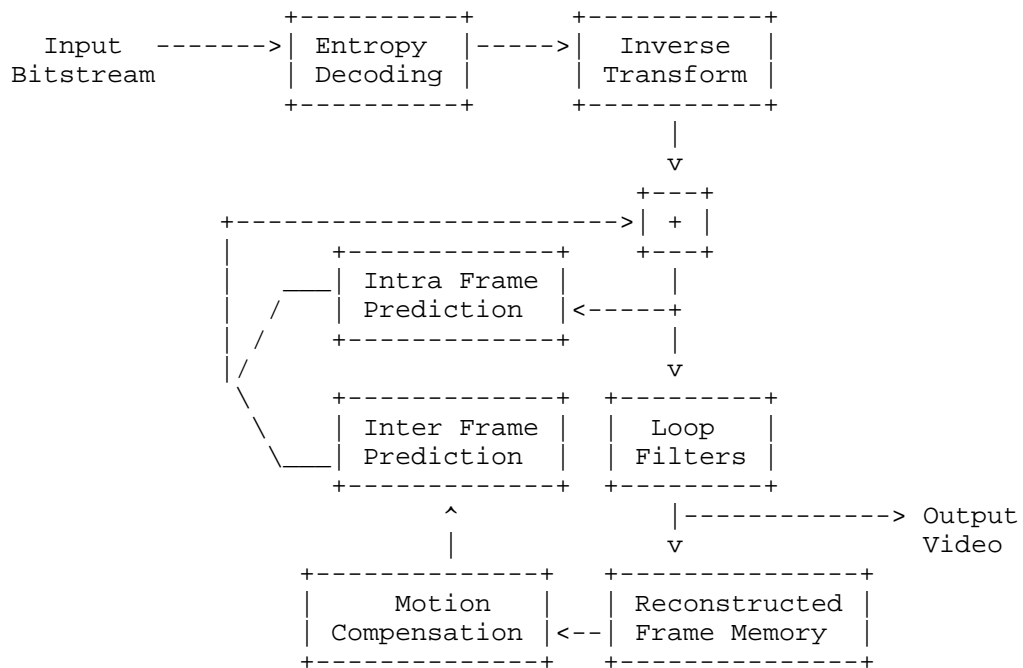 Input
Bitstream
Entropy
Decoding
Inverse
Transform
+
Intra Frame
Prediction
Inter Frame
Prediction
Loop
Filters
Output
Video
Motion
Compensation
Reconstructed
Frame Memory